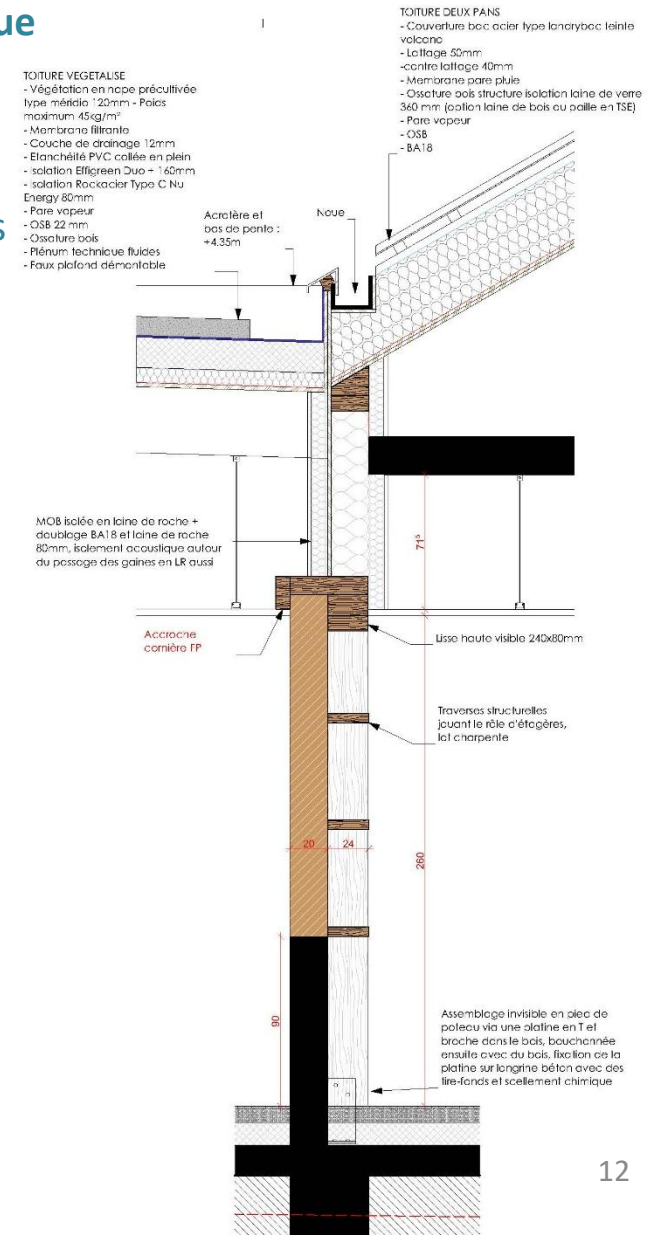 ue
s
TOITURE VEGETALISE
- Végétation en nape précultivée
type méridio 120mm - Poids
maximum 45kg/m²
- Membrane filtrante
- Couche de drainage 12mm
- Etanchéité PVC collée en plein
- Isolation Effigreen Duo + 160mm
- Isolation Rockacier Type C Nu
Energy 80mm
- Pare vapeur
- OSB 22 mm
- Ossature bois
- Plénum technique fluides
- Faux plafond démontable
Acrotère et
bas de pente :
+4.35m
Noue
TOITURE DEUX PANS
- Couverture bac acier type landrybac teinte
volcano
- Lattage 50mm
-contre lattage 40mm
- Membrane pare pluie
- Ossature bois structure isolation laine de verre
360 mm (option laine de bois ou paille en TSE)
- Pare vapeur
- OSB
- BA18
MOB isolée en laine de roche +
doublage BA18 et laine de roche
80mm, isolement acoustique autour
du passage des gaines en LR aussi
71⁵
Accroche
cornière FP
Lisse haute visible 240x80mm
Traverses structurelles
jouant le rôle d'étagères,
lot charpente
20
24
260
90
Assemblage invisible en pied de
poteau via une platine en T et
broche dans le bois, bouchonnée
ensuite avec du bois, fixation de la
platine sur longrine béton avec des
tire-fonds et scellement chimique
12